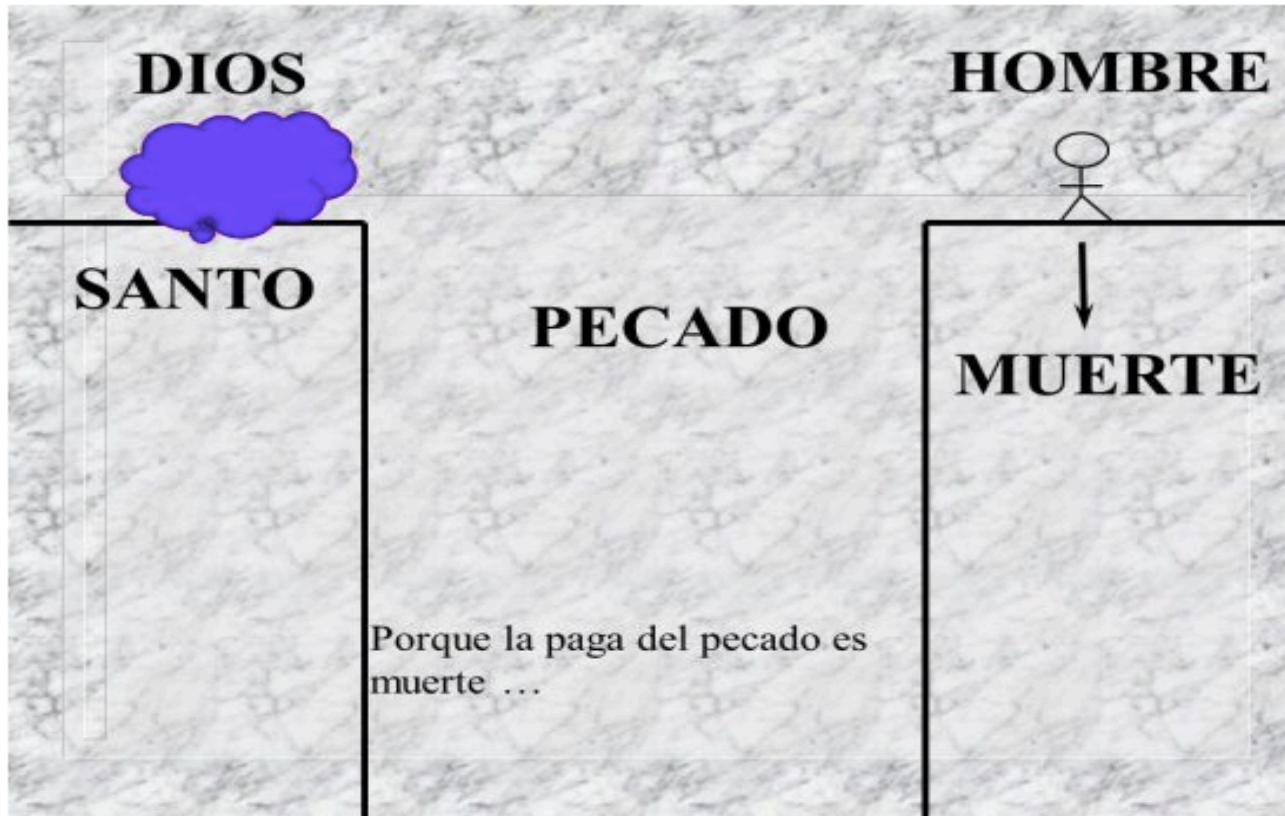 DIOS
HOMBRE
SANTO
PECADO
MUERTE
Porque la paga del pecado es
muerte …